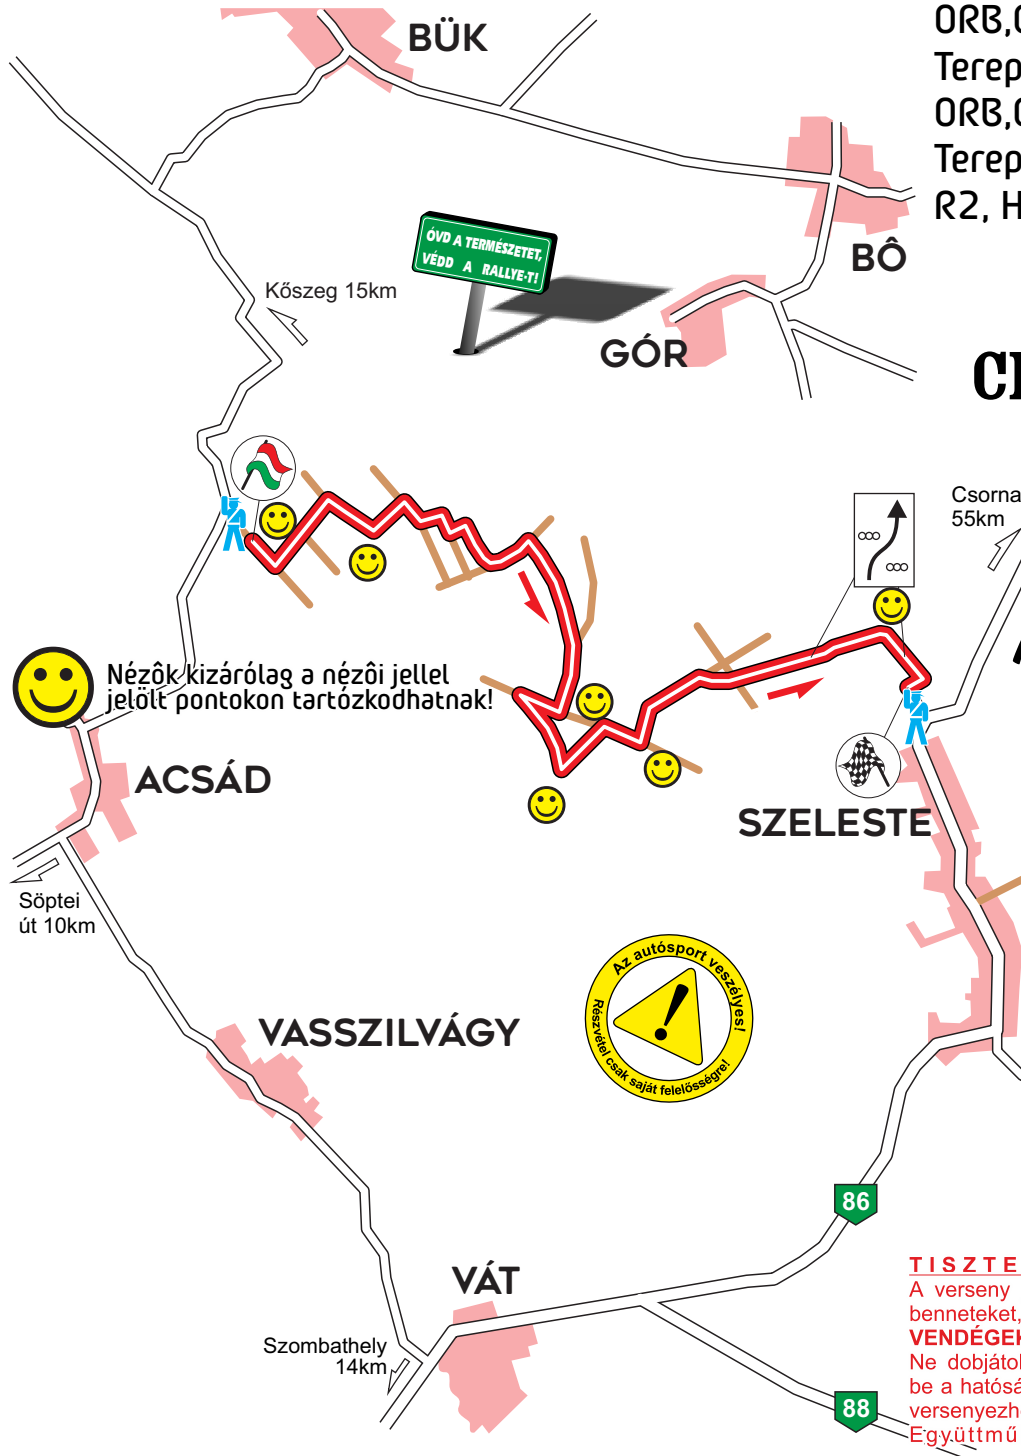 BÜK
ORB,
Terep
ORB,
Terep
R2, H
BÔ
ÓVD A TERMÉSZETET,
VÉDD A RALLYE-T!
Kőszeg 15km
GÓR
Csorna
55km
Nézôk kizárólag a nézôi jellel
jelölt pontokon tartózkodhatnak!
ACSÁD
SZELESTE
Söptei
út 10km
Az autósport veszélyes!
Részvétel csak saját felelősségre!
VASSZILVÁGY
86
VÁT
Szombathely
14km
88
TISZTE
A verseny
benneteket,
VENDÉGEK
Ne dobjátok
be a hatósá
versenyezhe
Együttmű